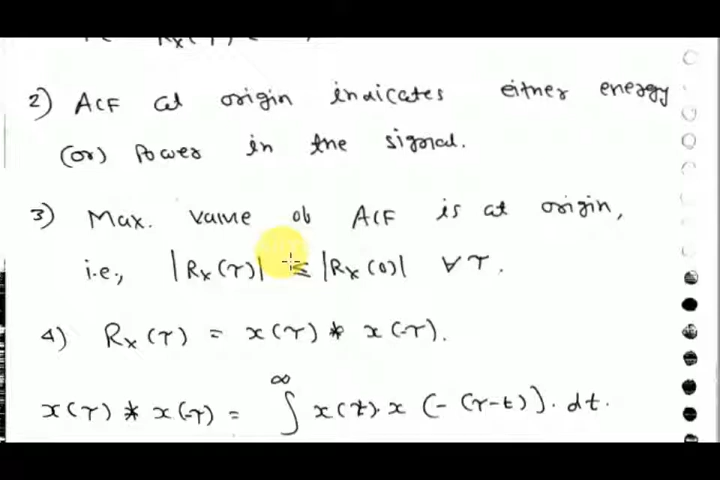 2) ACF at origin indicates either energy
(or) Power in the signal.
3) Max. value of ACF is at origin,
i.e., |Rx(τ)| ≤ |Rx(0)| ∀ τ.
4) Rx(τ) = x(τ) * x(-τ).
x(τ) * x(-τ) = ∫ ∞ x(t). x (- (τ-t)]. dt.